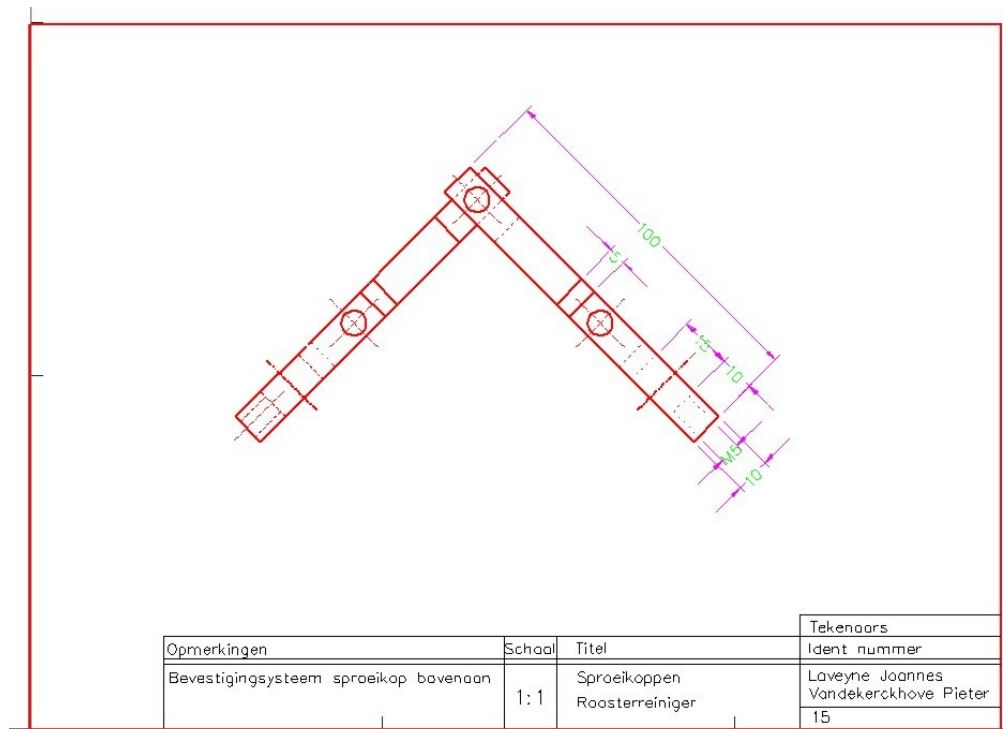 100
5
15
10
M5
10
Tekenaars
Opmerkingen
Schaal
Titel
Ident nummer
Bevestigingsysteem sproeikop bovenaan
1:1
Sproeikoppen
Roosterreiniger
Laveyne Joannes
Vandekerckhove Pieter
15